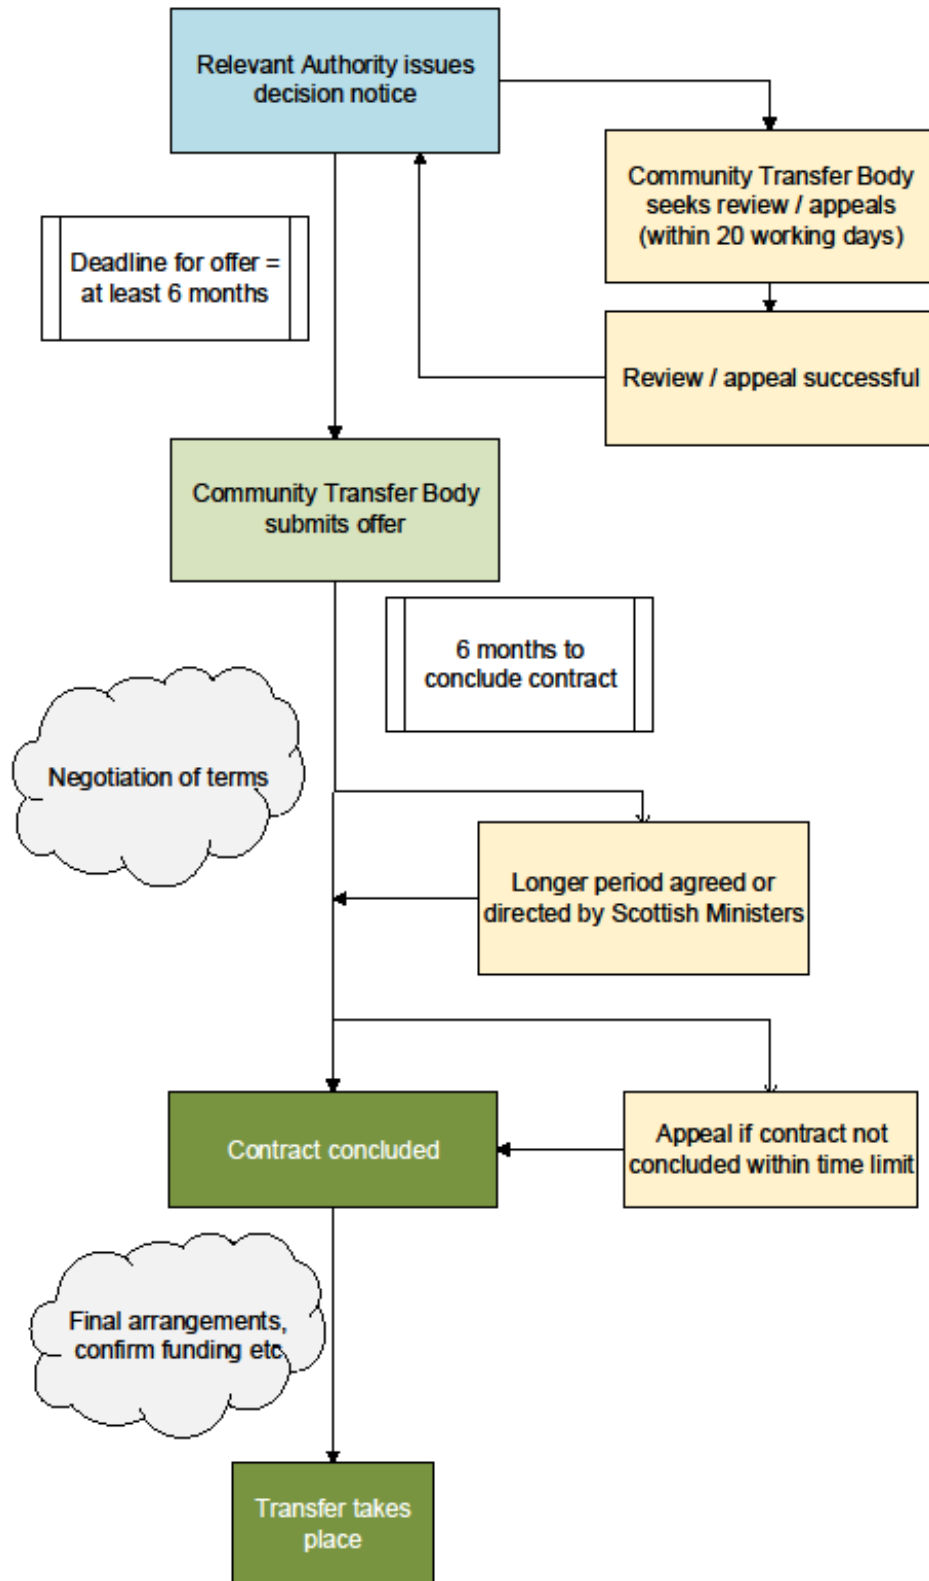 Relevant Authority issues
decision notice
Community Transfer Body
seeks review / appeals
(within 20 working days)
Deadline for offer =
at least 6 months
Review / appeal successful
Community Transfer Body
submits offer
6 months to
conclude contract
Negotiation of terms
Longer period agreed or
directed by Scottish Ministers
Contract concluded
Appeal if contract not
concluded within time limit
Final arrangements,
confirm funding etc
Transfer takes
place